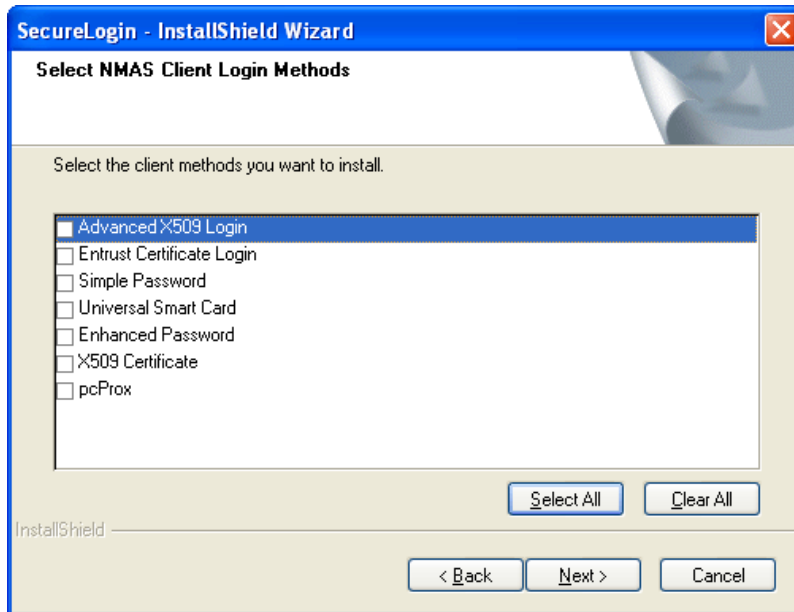 SecureLogin - InstallShield Wizard
Select NMAS Client Login Methods
Select the client methods you want to install.
Advanced X509 Login
Entrust Certificate Login
Simple Password
Universal Smart Card
Enhanced Password
X509 Certificate
pcProx
Select All
Clear All
InstallShield
< Back
Next >
Cancel